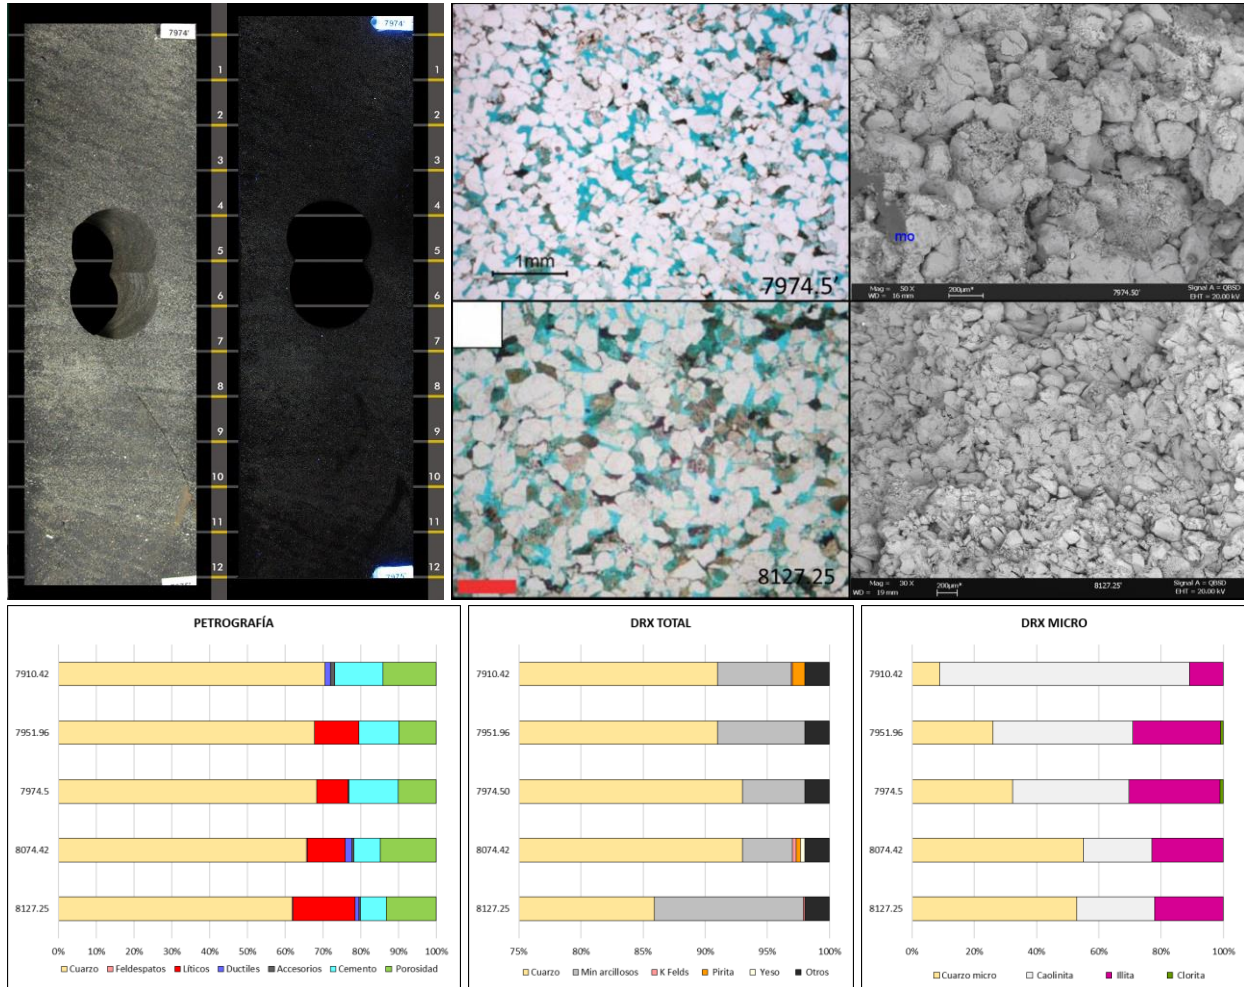 7974'
7974'
1
2
3
4
5
6
7
8
9
10
11
12
1
2
3
4
5
6
7
8
9
10
11
12
7975'
1mm
7974.5'
8127.25
mo
Mag = 50 X
WD = 16 mm
200µm*
7974.50'
Signal A = QBSD
EHT = 20.00 kV
Mag = 30 X
WD = 19 mm
200µm*
8127.25'
Signal A = QBSD
EHT = 20.00 kV
PETROGRAFÍA
7910.42
7951.96
7974.5
8074.42
8127.25
0% 10% 20% 30% 40% 50% 60% 70% 80% 90% 100%
Cuarzo Feldespatos Líticos Ductiles Accesorios Cemento Porosidad
DRX TOTAL
7910.42
7951.96
7974.50
8074.42
8127.25
75% 80% 85% 90% 95% 100%
Cuarzo Min arcillosos K Felds Pirita Yeso Otros
DRX MICRO
7910.42
7951.96
7974.5
8074.42
8127.25
0% 20% 40% 60% 80% 100%
Cuarzo micro Caolinita Illita Clorita